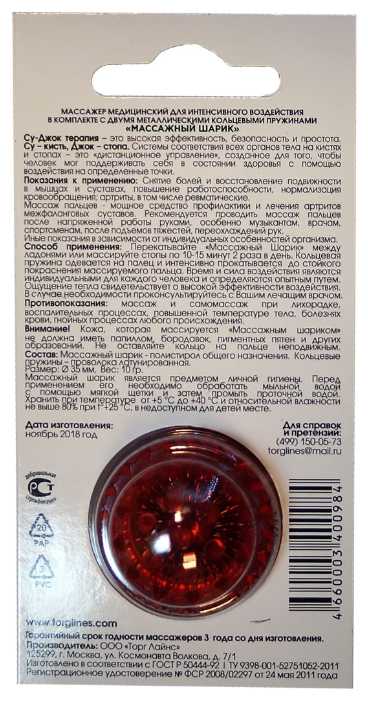 МАССАЖЕР МЕДИЦИНСКИЙ ДЛЯ ИНТЕНСИВНОГО ВОЗДЕЙСТВИЯ
В КОМПЛЕКТЕ С ДВУМЯ МЕТАЛЛИЧЕСКИМИ КОЛЬЦЕВЫМИ ПРУЖИНАМИ
«МАССАЖНЫЙ ШАРИК»
Су-Джок терапия – это высокая эффективность, безопасность и простота.
Су – кисть, Джок – стопа. Системы соответствия всех органов тела на кистях
и стопах – это «дистанционное управление», созданное для того, чтобы
человек мог поддерживать себя в состоянии здоровья с помощью
воздействия на определенные точки.
Показания к применению: Снятие болей и восстановление подвижности
в мышцах и суставах, повышение работоспособности, нормализация
кровообращения; артриты, в том числе ревматические.
Массаж пальцев - мощное средство профилактики и лечения артритов
межфаланговых суставов. Рекомендуется проводить массаж пальцев
после напряженной работы руками, особенно музыкантам, врачам,
спортсменам, после подъемов тяжестей, переохлаждений рук.
Иные показания в зависимости от индивидуальных особенностей организма.
Способ применения: Перекатывайте «Массажный Шарик» между
ладонями или массируйте стопы по 10-15 минут 2 раза в день. Кольцевая
пружина одевается на палец и интенсивно прокатывается до стойкого
покраснения массируемого пальца. Время и сила воздействия являются
индивидуальными для каждого человека и определяются опытным путем.
Ощущение тепла свидетельствует о высокой эффективности воздействия.
В случае необходимости проконсультируйтесь с Вашим лечащим врачом.
Противопоказания: массаж и самомассаж при лихорадке,
воспалительных процессах, повышенной температуре тела, болезнях
крови, гнойных процессах любого происхождения.
Внимание! Кожа, которая массируется «Массажным шариком»
не должна иметь папиллом, бородавок, пигментных пятен и других
образований. Не оставляйте кольцо на пальце неподвижным.
Состав: Массажный шарик - полистирол общего назначения. Кольцевые
пружины – проволока латунированная.
Размер: Ø 35 мм. Вес: 10 гр.
Массажный шарик является предметом личной гигиены. Перед
применением его необходимо обработать мыльной водой
с помощью мягкой щетки и затем промыть проточной водой.
Хранить при температуре от +5 °С до +40 °С и относительной влажности
не выше 80% при t° +25 °С, в недоступном для детей месте.
Дата изготовления:
ноябрь 2018 год
Для справок
и претензий:
(499) 150-05-73
torglines@mail.ru
добровольная
РСТ
сертификация
20
PAP
PVC
4 660003 400984
www.torglines.com
Гарантийный срок годности массажеров 3 года со дня изготовления.
Производитель: ООО «Торг Лайнс»
125299, г. Москва, ул. Космонавта Волкова, д. 7/1
Изготовлено в соответствии с ГОСТ Р 50444-92 | ТУ 9398-001-52751052-2011
Регистрационное удостоверение № ФСР 2008/02297 от 24 мая 2011 года